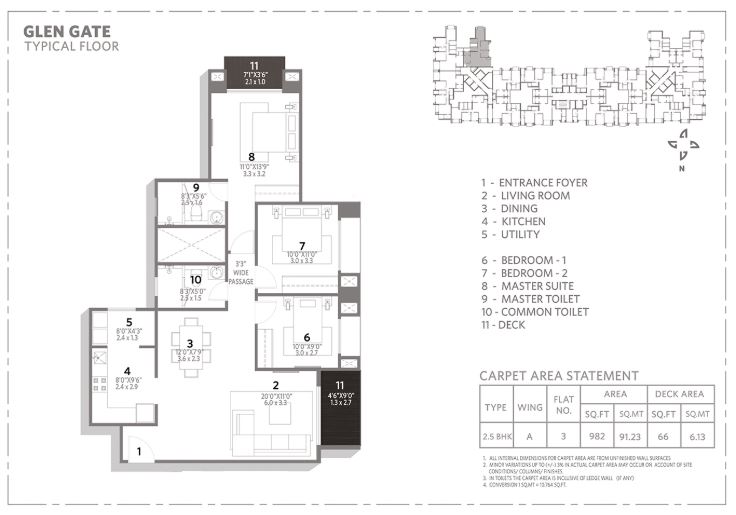 GLEN GATE
TYPICAL FLOOR
11
7'1"X3'6"
2.1 x 1.0
8
11'0"X13'9"
3.3 x 3.2
9
8'3"X5'6"
2.5 x 1.6
7
10'0"X11'0"
3.0 x 3.3
3'3"
WIDE
PASSAGE
10
8'3"X5'0"
2.5 x 1.5
5
8'0"X4'3"
2.4 x 1.3
3
12'0"X7'9"
3.6 x 2.3
6
10'0"X9'0"
3.0 x 2.7
4
8'0"X9'6"
2.4 x 2.9
2
20'0"X11'0"
6.0 x 3.3
11
4'6"X9'0"
1.3 x 2.7
1
N
1 - ENTRANCE FOYER
2 - LIVING ROOM
3 - DINING
4 - KITCHEN
5 - UTILITY
6 - BEDROOM - 1
7 - BEDROOM - 2
8 - MASTER SUITE
9 - MASTER TOILET
10 - COMMON TOILET
11 - DECK
CARPET AREA STATEMENT
TYPE WING FLAT NO. AREA DECK AREA
SQ.FT SQ.MT SQ.FT SQ.MT
2.5 BHK A 3 982 91.23 66 6.13
1. ALL INTERNAL DIMENSIONS FOR CARPET AREA ARE FROM UNFINISHED WALL SURFACES
2. MINOR VARIATIONS UP TO (+/-) 3% IN ACTUAL CARPET AREA MAY OCCUR ON ACCOUNT OF SITE
CONDITIONS/ COLUMNS/ FINISHES.
3. IN TOILETS THE CARPET AREA IS INCLUSIVE OF LEDGE WALL (IF ANY)
4. CONVERSION 1 SQ.MT = 10.764 SQ.FT.